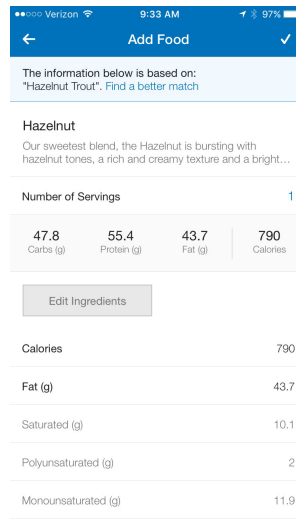 Verizon 9:33 AM 97%
Add Food
The information below is based on:
"Hazelnut Trout". Find a better match
Hazelnut
Our sweetest blend, the Hazelnut is bursting with
hazelnut tones, a rich and creamy texture and a bright...
Number of Servings 1
47.8 55.4 43.7 790
Carbs (g) Protein (g) Fat (g) Calories
Edit Ingredients
Calories 790
Fat (g) 43.7
Saturated (g) 10.1
Polyunsaturated (g) 2
Monounsaturated (g) 11.9